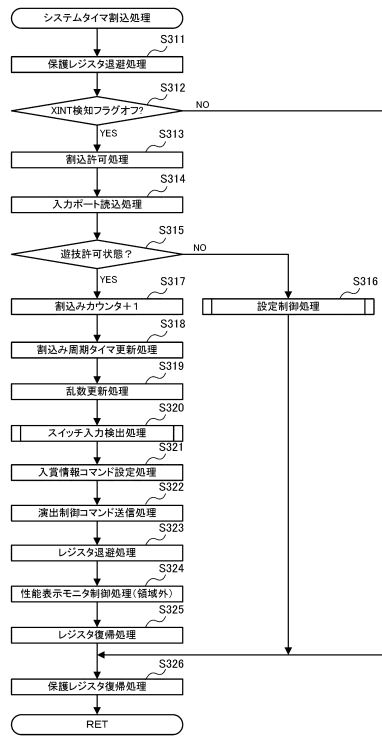 システムタイマ割込処理
S311
保護レジスタ退避処理
S312
XINT検知フラグオフ?
NO
YES
S313
割込許可処理
S314
入力ポート読込処理
S315
遊技許可状態？
NO
YES
S316
設定制御処理
S317
割込みカウンタ＋１
S318
割込み周期タイマ更新処理
S319
乱数更新処理
S320
スイッチ入力検出処理
S321
入賞情報コマンド設定処理
S322
演出制御コマンド送信処理
S323
レジスタ退避処理
S324
性能表示モニタ制御処理(領域外)
S325
レジスタ復帰処理
S326
保護レジスタ復帰処理
RET